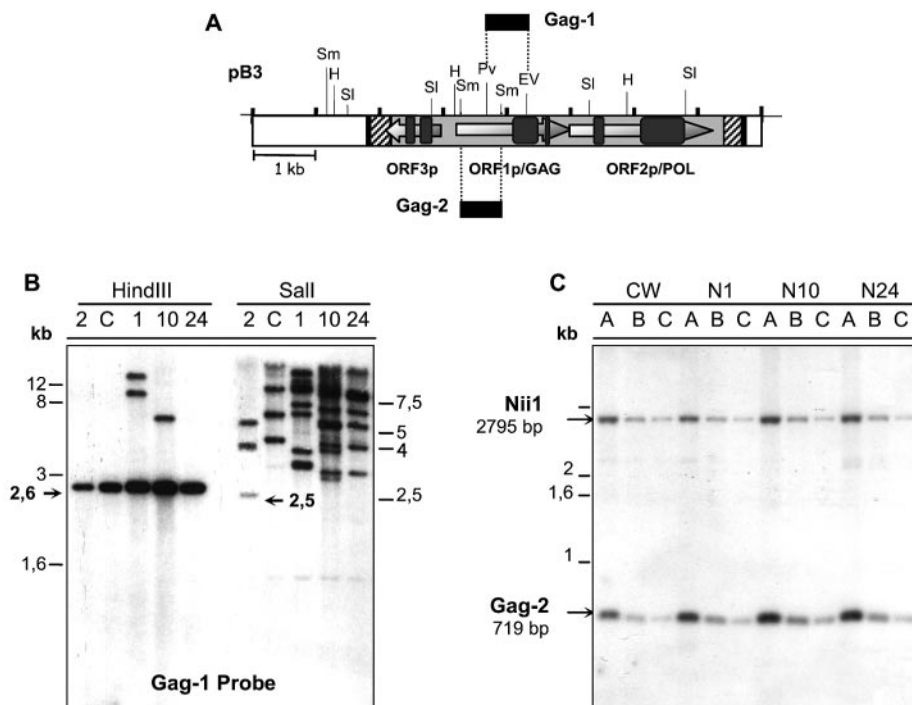 A
Gag-1
pB3
Sm
H
Sl
Sl
H
Sm
Pv
Sm
EV
Sl
H
Sl
1 kb
ORF3p
ORF1p/GAG
ORF2p/POL
Gag-2
B
HindIII
SalI
2 C 1 10 24
2 C 1 10 24
kb
12
8
3
2,6
1,6
7,5
5
4
2,5
2,5
Gag-1 Probe
C
CW N1 N10 N24
A B C A B C A B C A B C
kb
Nii1
2795 bp
2
1,6
1
Gag-2
719 bp